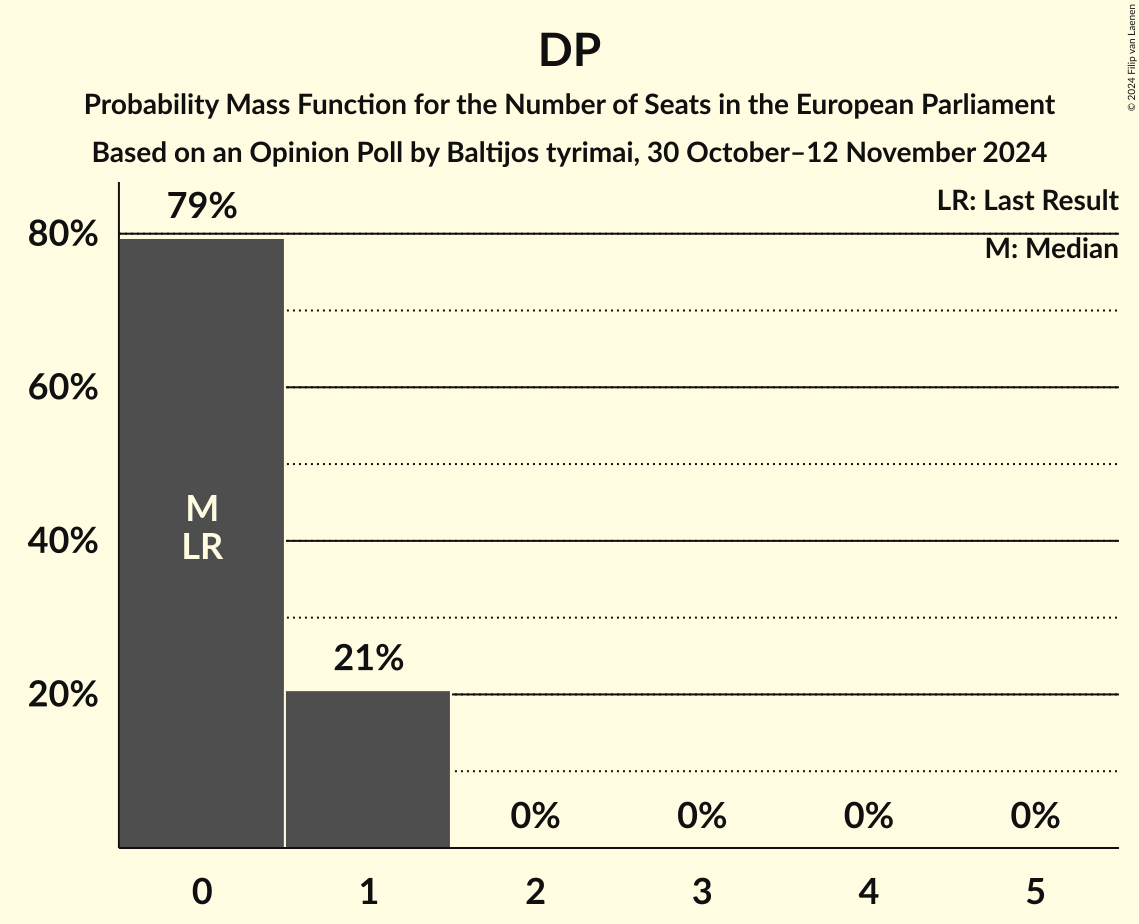 DP
Probability Mass Function for the Number of Seats in the European Parliament
Based on an Opinion Poll by Baltijos tyrimai, 30 October–12 November 2024
© 2024 Filip van Laenen
LR: Last Result
M: Median
79%
80%
60%
M
LR
40%
21%
20%
0%
0%
0%
0%
0
1
2
3
4
5